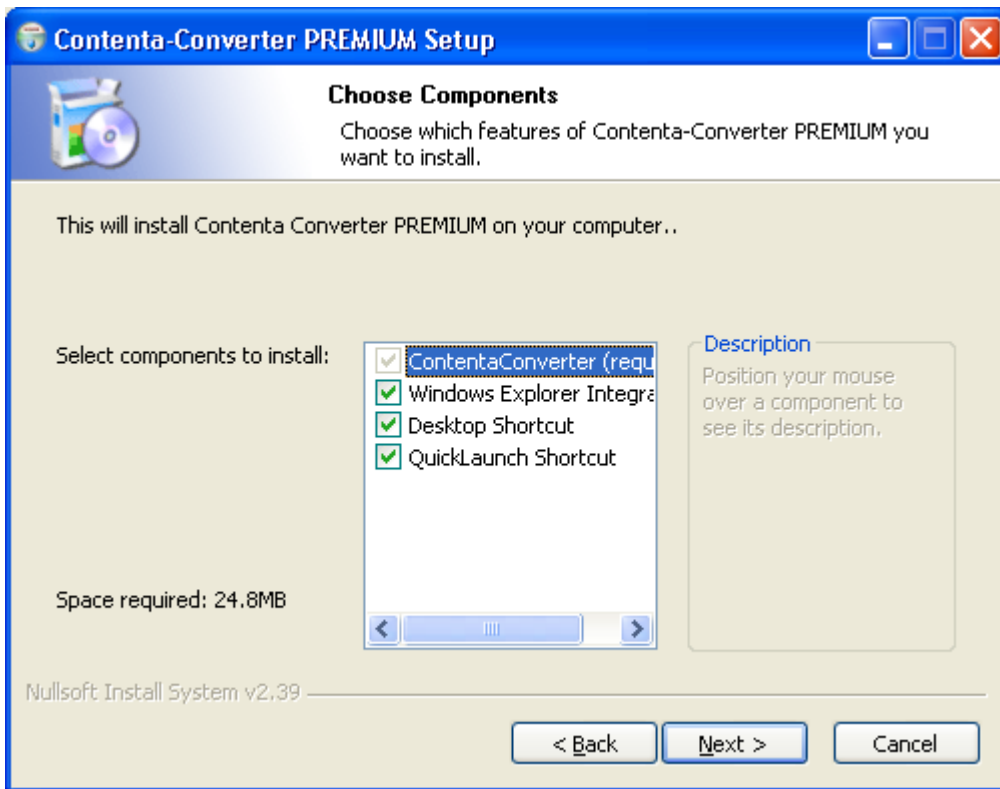 Contenta-Converter PREMIUM Setup
Choose Components
Choose which features of Contenta-Converter PREMIUM you
want to install.
This will install Contenta Converter PREMIUM on your computer..
Select components to install:
ContentaConverter (requ
Windows Explorer Integra
Desktop Shortcut
QuickLaunch Shortcut
Description
Position your mouse
over a component to
see its description.
Space required: 24.8MB
Nullsoft Install System v2.39
< Back
Next >
Cancel